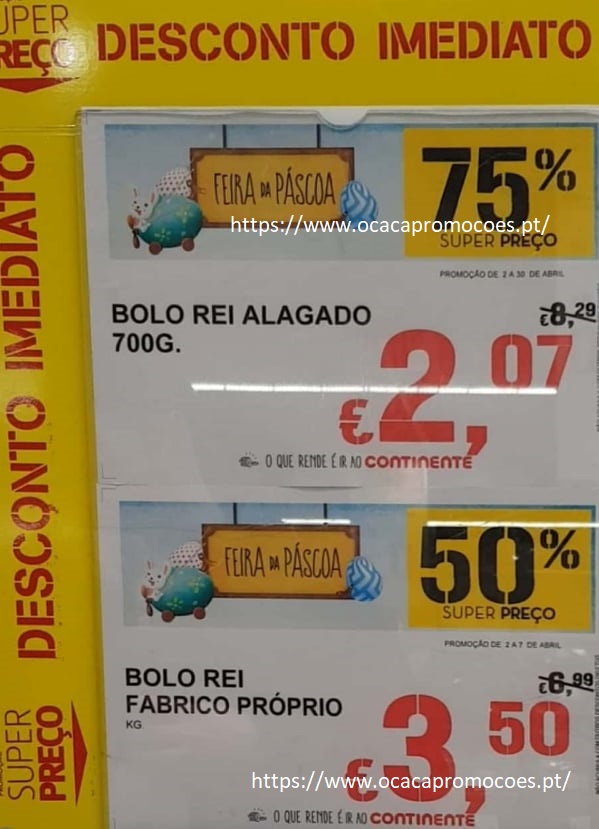 SUPER
PREÇO
DESCONTO IMEDIATO
DESCONTO IMEDIATO
FEIRA DA PÁSCOA
75%
SUPER PREÇO
https://www.ocacapromocoes.pt/
PROMOÇÃO DE 2 A 30 DE ABRIL
BOLO REI ALAGADO
700G.
€8,29
€2,07
O QUE RENDE É IR AO CONTINENTE
FEIRA DA PÁSCOA
50%
SUPER PREÇO
PROMOÇÃO DE 2 A 7 DE ABRIL
BOLO REI
FABRICO PRÓPRIO
KG
€6,99
€3,50
https://www.ocacapromocoes.pt/
O QUE RENDE É IR AO CONTINENTE
SUPER
PREÇO